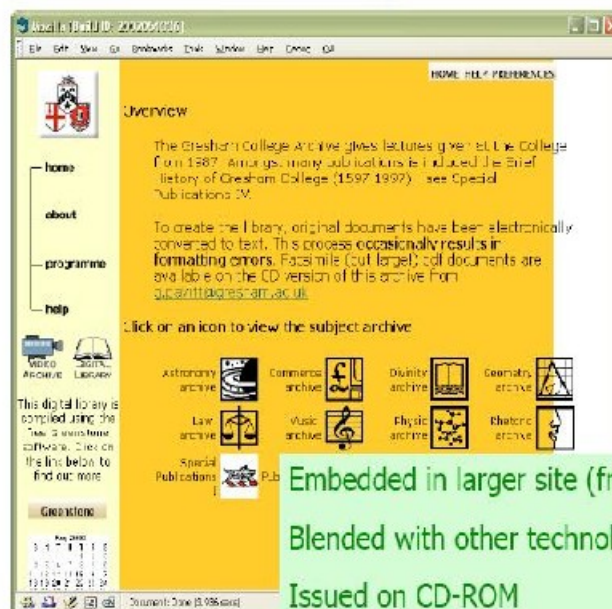 HOME HELP PREFERENCES
Overview
The Gresham College Archive gives lectures given at the College
from 1987. Amongst many publications is included the Brief
History of Gresham College (1597 1997) see Special
Publications IV.
To create the library, original documents have been electronically
converted to text. This process occasionally results in
formatting errors. Facsimile (but large!) pdf documents are
available on the CD version of this archive from
Click on an icon to view the subject archive
home
about
programme
help
VIDEO ARCHIVE
DIGITAL LIBRARY
This digital library is
compiled using the
free Greenstone
software. Click on
the link below to
find out more
Greenstone
Astronomy archive
Commerce archive
Divinity archive
Geometry archive
Law archive
Music archive
Physic archive
Rhetoric archive
Special Publications I
Embedded in larger site (fr
Blended with other technol
Issued on CD-ROM